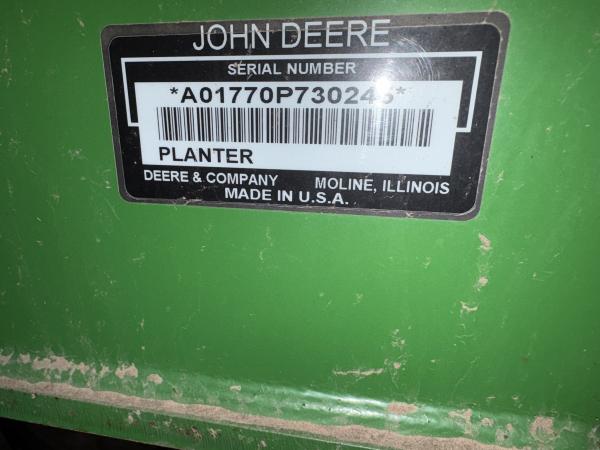 JOHN DEERE
SERIAL NUMBER
PLANTER
DEERE & COMPANY MOLINE, ILLINOIS
MADE IN U.S.A.